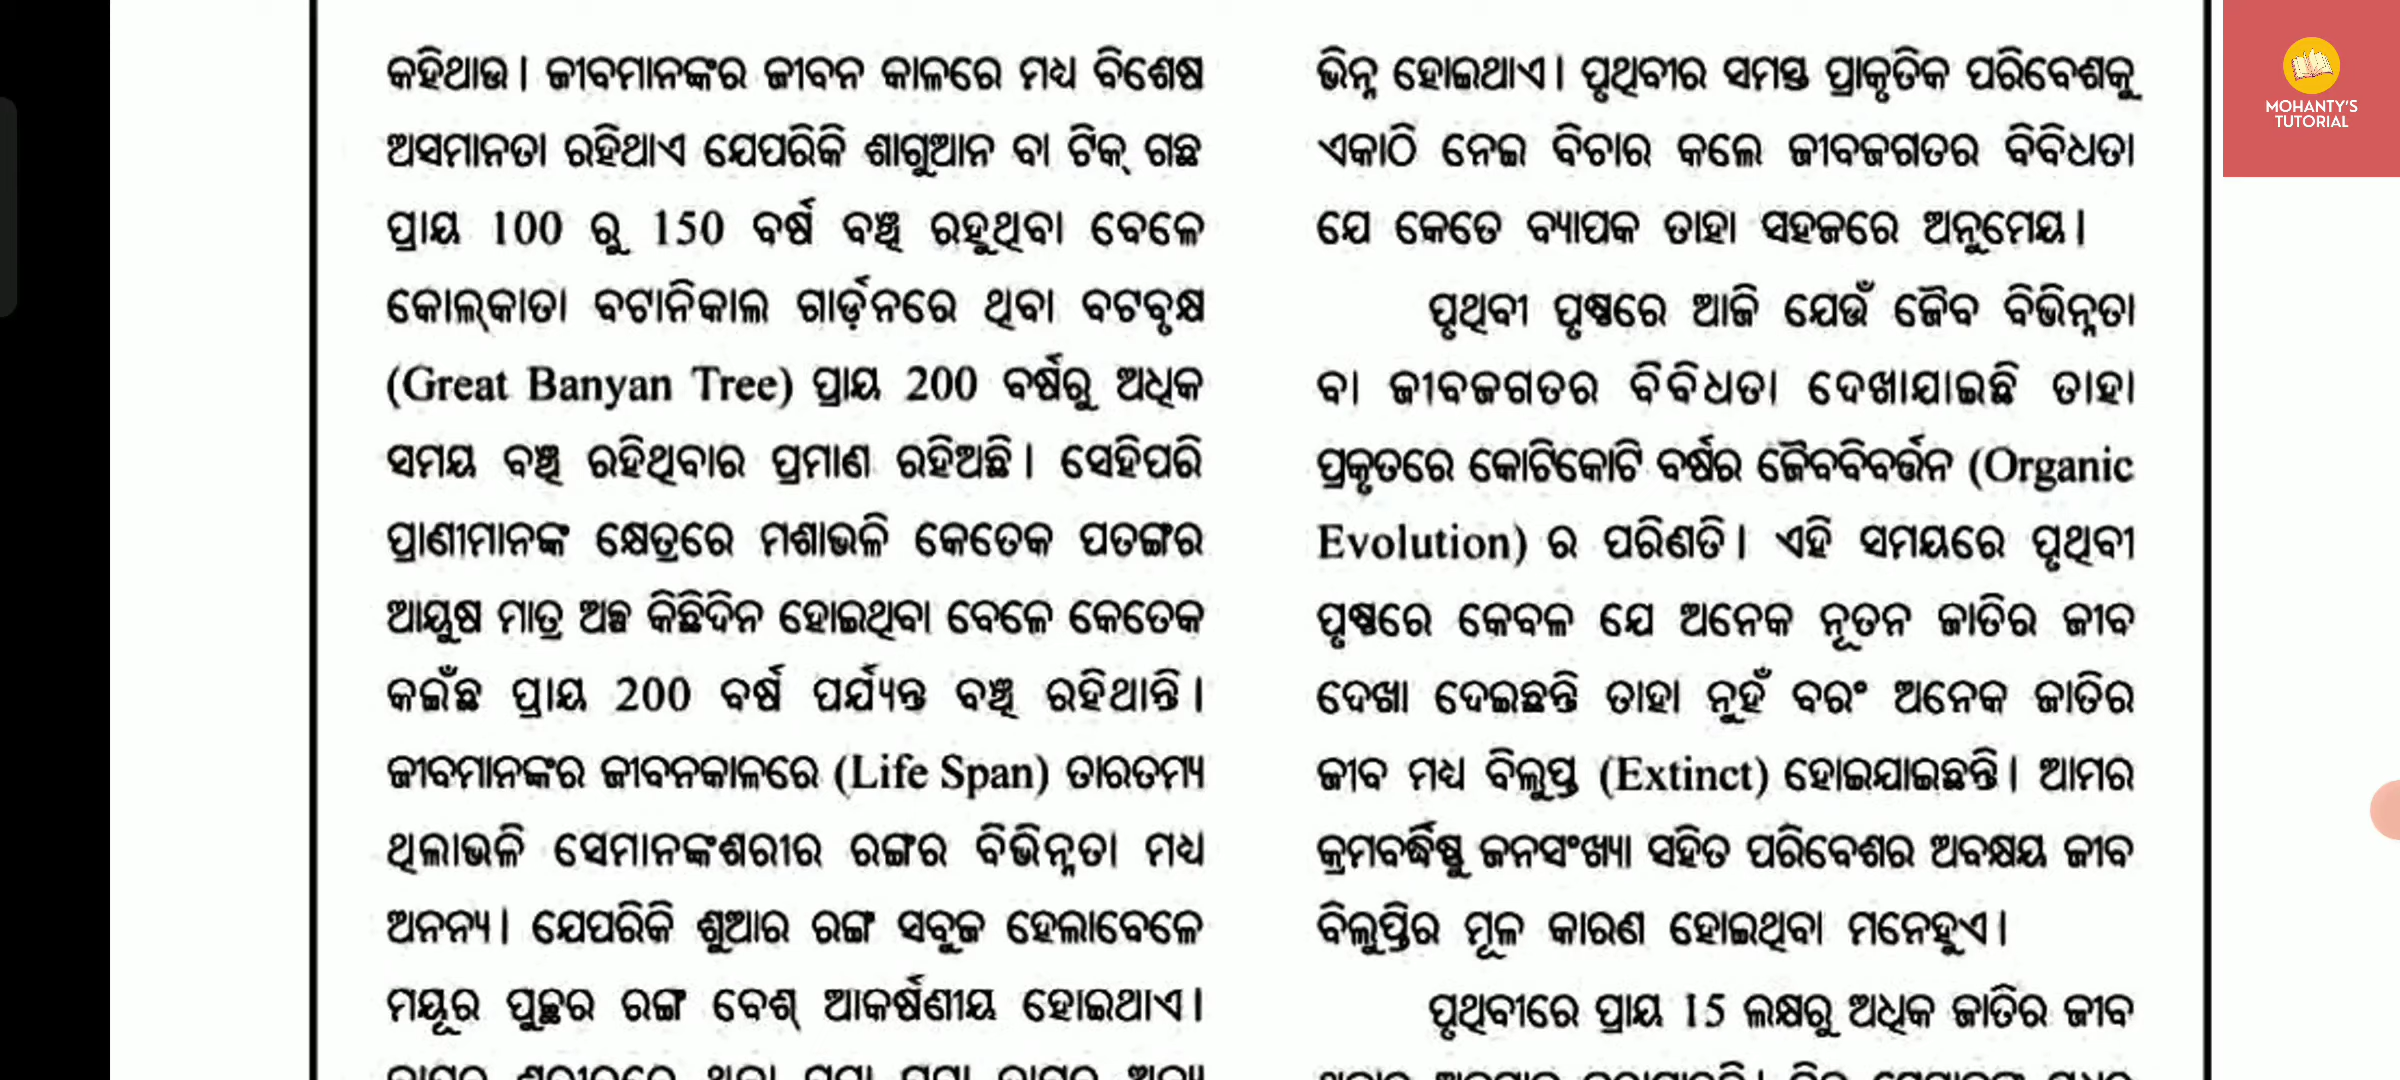 କହିଥାଉ। ଜୀବମାନଙ୍କର ଜୀବନ କାଳରେ ମଧ୍ୟ ବିଶେଷ
ଅସମାନତା ରହିଥାଏ ଯେପରିକି ଶାଗୁଆନ ବା ଟିକ୍ ଗଛ
ପ୍ରାୟ 100 ରୁ 150 ବର୍ଷ ବଞ୍ଚି ରହୁଥିବା ବେଳେ
କୋଲ୍‌କାତା ବଟାନିକାଲ ଗାର୍ଡ଼ନରେ ଥିବା ବଟବୃକ୍ଷ
(Great Banyan Tree) ପ୍ରାୟ 200 ବର୍ଷରୁ ଅଧିକ
ସମୟ ବଞ୍ଚି ରହିଥିବାର ପ୍ରମାଣ ରହିଅଛି। ସେହିପରି
ପ୍ରାଣୀମାନଙ୍କ କ୍ଷେତ୍ରରେ ମଶାଭଳି କେତେକ ପତଙ୍ଗର
ଆୟୁଷ ମାତ୍ର ଅଳ୍ପ କିଛିଦିନ ହୋଇଥିବା ବେଳେ କେତେକ
କଇଁଛ ପ୍ରାୟ 200 ବର୍ଷ ପର୍ଯ୍ୟନ୍ତ ବଞ୍ଚି ରହିଥାନ୍ତି।
ଜୀବମାନଙ୍କର ଜୀବନକାଳରେ (Life Span) ତାରତମ୍ୟ
ଥିଲାଭଳି ସେମାନଙ୍କଶରୀର ରଙ୍ଗର ବିଭିନ୍ନତା ମଧ୍ୟ
ଅନନ୍ୟ। ଯେପରିକି ଶୁଆର ରଙ୍ଗ ସବୁଜ ହେଲାବେଳେ
ମୟୂର ପୁଚ୍ଛର ରଙ୍ଗ ବେଶ୍ ଆକର୍ଷଣୀୟ ହୋଇଥାଏ।
ଭିନ୍ନ ହୋଇଥାଏ। ପୃଥିବୀର ସମସ୍ତ ପ୍ରାକୃତିକ ପରିବେଶକୁ
ଏକାଠି ନେଇ ବିଚାର କଲେ ଜୀବଜଗତର ବିବିଧତା
ଯେ କେତେ ବ୍ୟାପକ ତାହା ସହଜରେ ଅନୁମେୟ।
ପୃଥିବୀ ପୃଷ୍ଠରେ ଆଜି ଯେଉଁ ଜୈବ ବିଭିନ୍ନତା
ବା ଜୀବଜଗତର ବିବିଧତା ଦେଖାଯାଇଛି ତାହା
ପ୍ରକୃତରେ କୋଟିକୋଟି ବର୍ଷର ଜୈବବିବର୍ତ୍ତନ (Organic
Evolution) ର ପରିଣତି। ଏହି ସମୟରେ ପୃଥିବୀ
ପୃଷ୍ଠରେ କେବଳ ଯେ ଅନେକ ନୂତନ ଜାତିର ଜୀବ
ଦେଖା ଦେଇଛନ୍ତି ତାହା ନୁହଁ ବରଂ ଅନେକ ଜାତିର
ଜୀବ ମଧ୍ୟ ବିଲୁପ୍ତ (Extinct) ହୋଇଯାଇଛନ୍ତି। ଆମର
କ୍ରମବର୍ଦ୍ଧିଷ୍ଣୁ ଜନସଂଖ୍ୟା ସହିତ ପରିବେଶର ଅବକ୍ଷୟ ଜୀବ
ବିଲୁପ୍ତିର ମୂଳ କାରଣ ହୋଇଥିବା ମନେହୁଏ।
ପୃଥିବୀରେ ପ୍ରାୟ 15 ଲକ୍ଷରୁ ଅଧିକ ଜାତିର ଜୀବ
MOHANTY'S
TUTORIAL